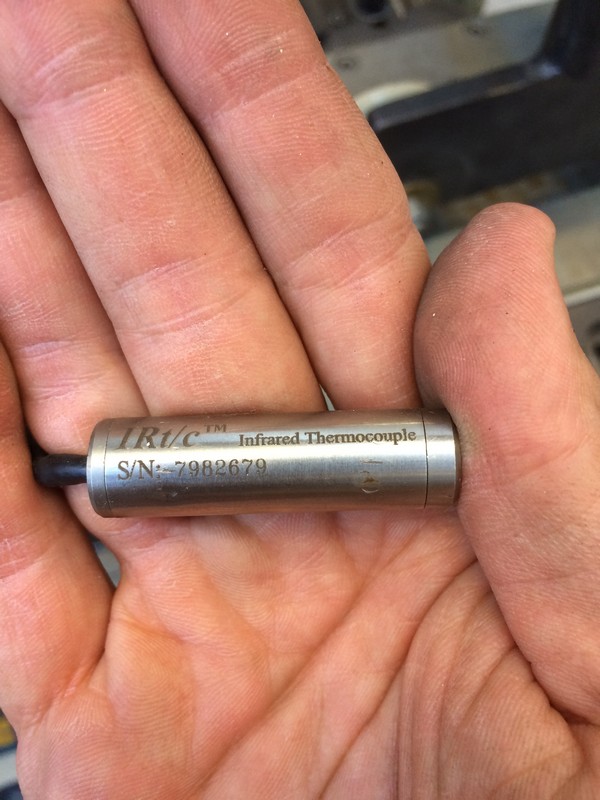 IRt/c™ Infrared Thermocouple
S/N:-7982679